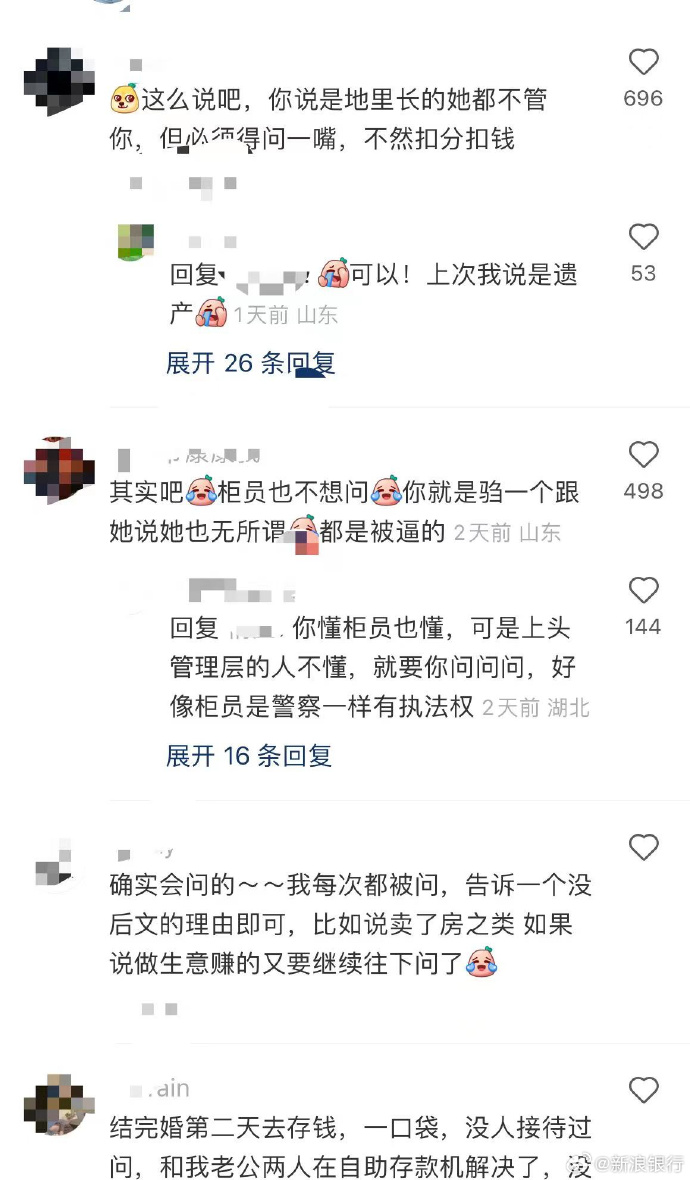 这么说吧，你说是地里长的她都不管
696
你，但必须得问一嘴，不然扣分扣钱
53
回复 可以！上次我说是遗
产 1天前 山东
展开 26 条回复
498
其实吧柜员也不想问你就是驺一个跟
她说她也无所谓都是被逼的 2天前 山东
144
回复 你懂柜员也懂，可是上头
管理层的人不懂，就要你问问问，好
像柜员是警察一样有执法权 2天前 湖北
展开 16 条回复
确实会问的～～我每次都被问，告诉一个没
后文的理由即可，比如说卖了房之类 如果
说做生意赚的又要继续往下问了
ain
结完婚第二天去存钱，一口袋，没人接待过
问，和我老公两人在自助存款机解决了，没
@新浪银行